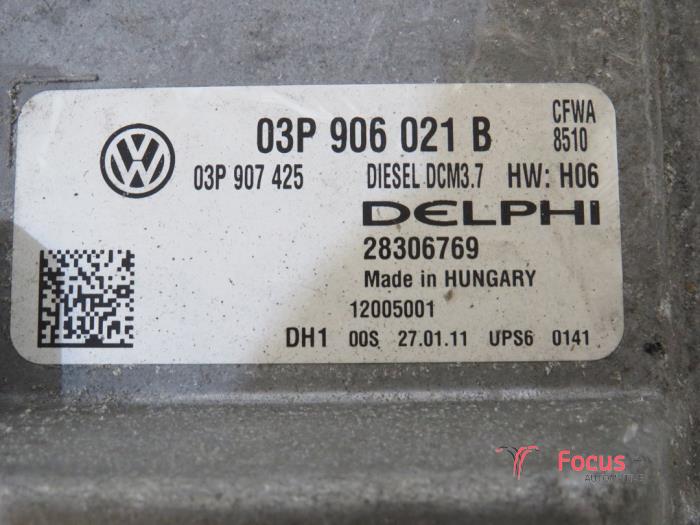 03P 906 021 B
CFWA
8510
03P 907 425 DIESEL DCM3.7 HW: H06
DELPHI
28306769
Made in HUNGARY
12005001
DH1 00S 27.01.11 UPS6 0141
Focus
AUTOMOTIVE